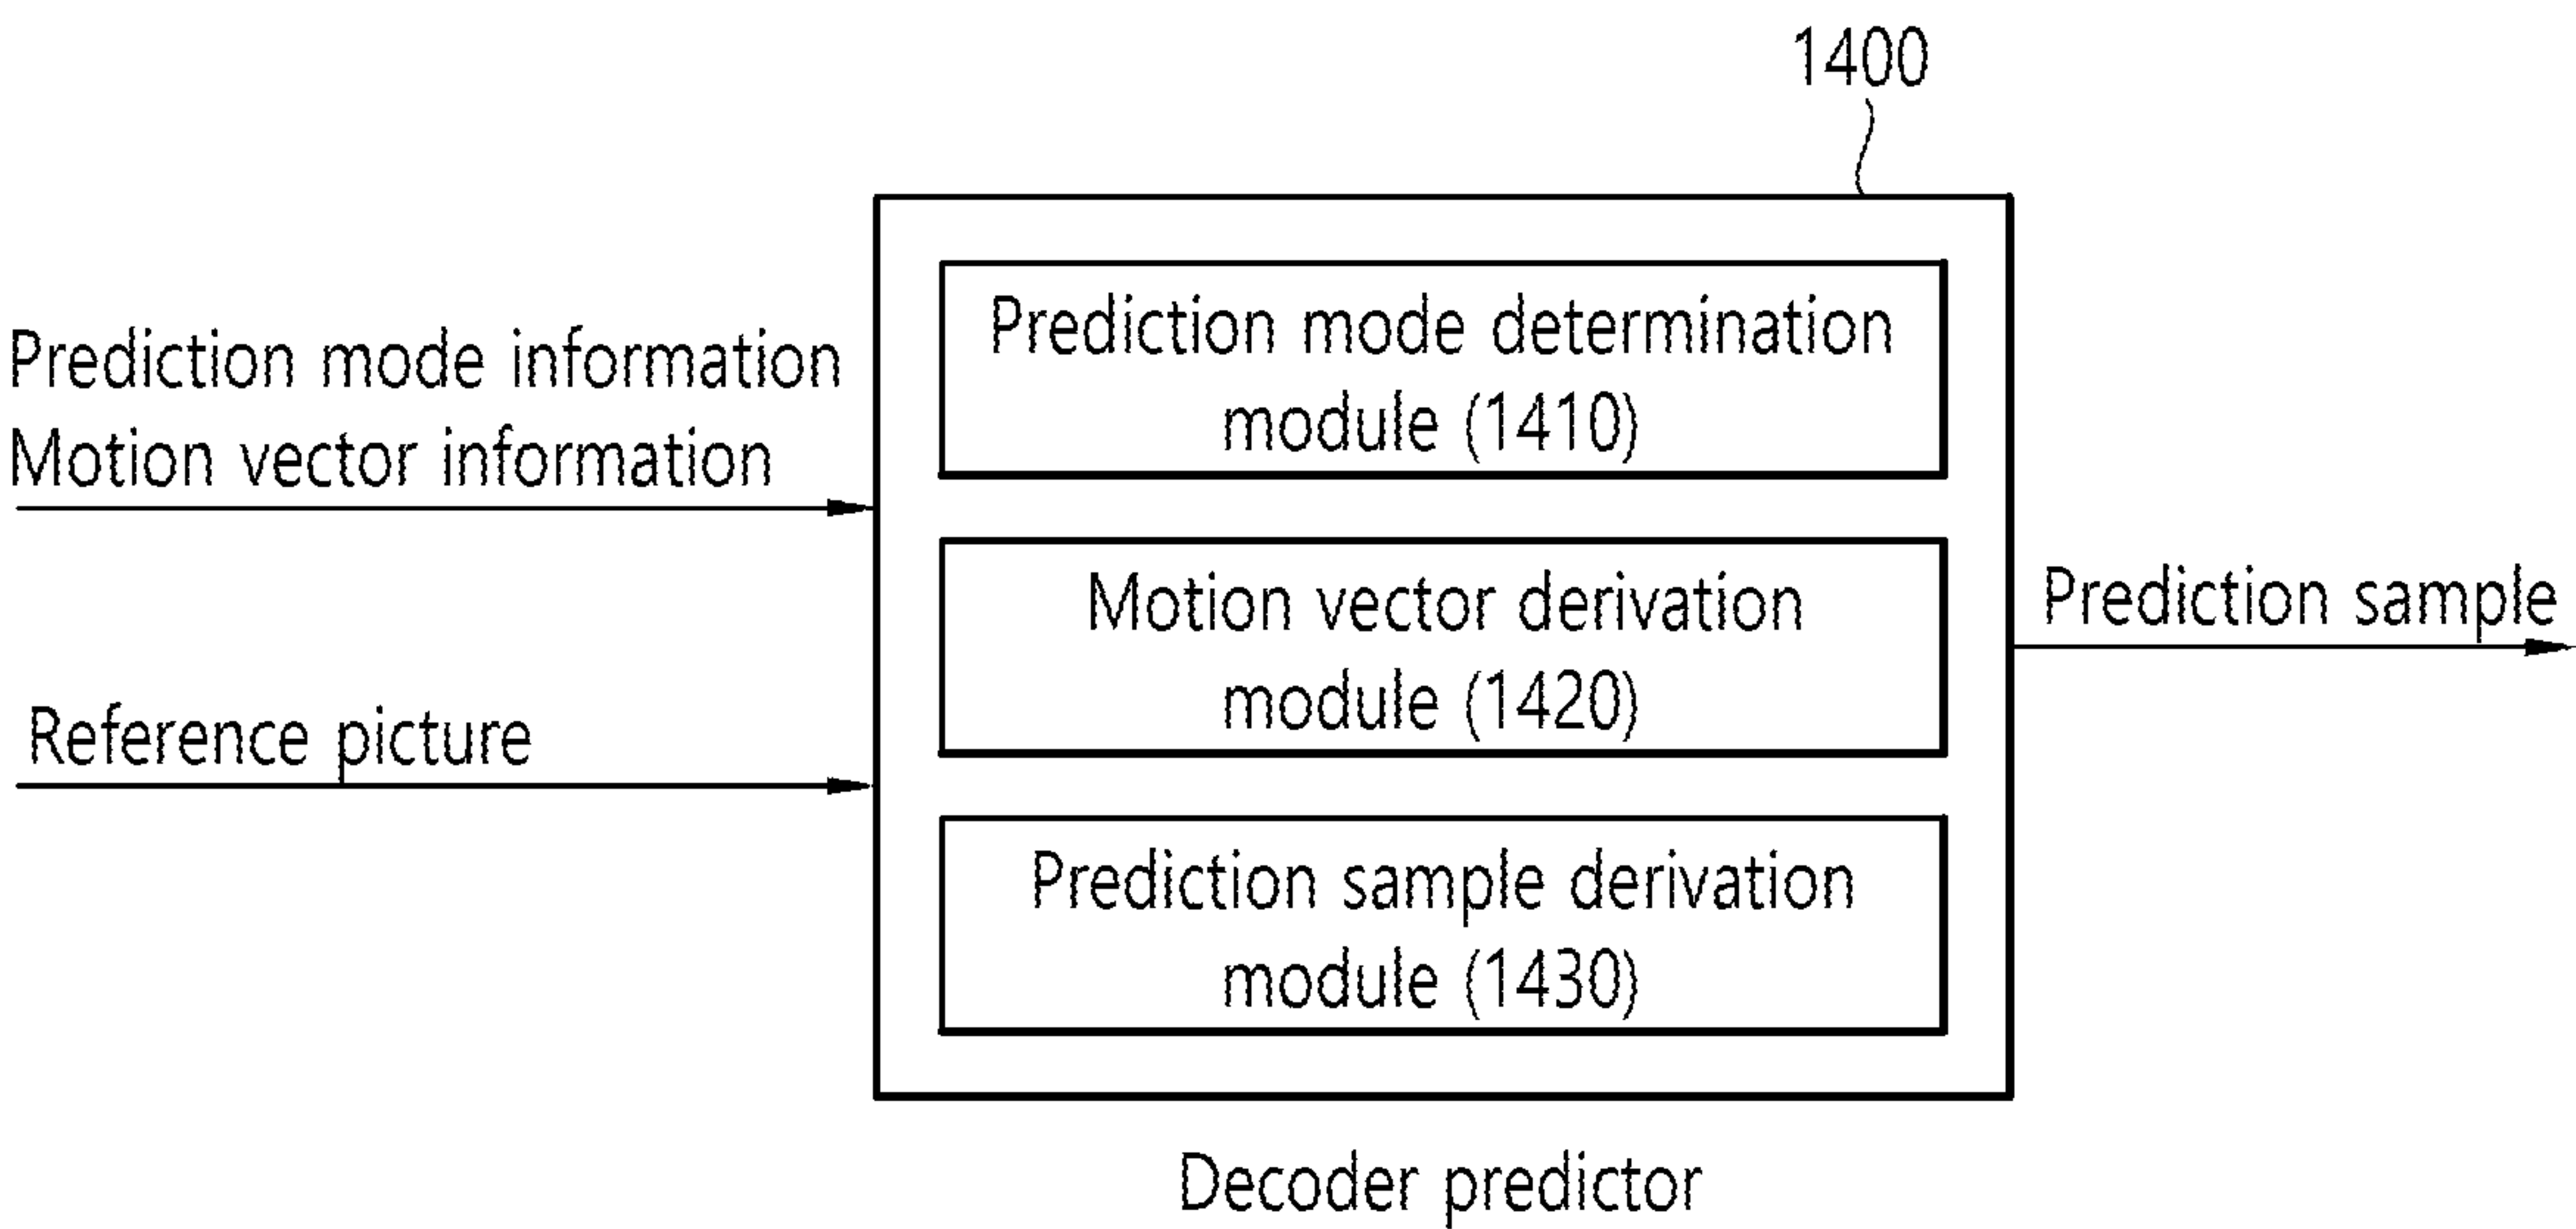 1400
Prediction mode information
Motion vector information
Reference picture
Prediction mode determination
module (1410)
Motion vector derivation
module (1420)
Prediction sample derivation
module (1430)
Prediction sample
Decoder predictor